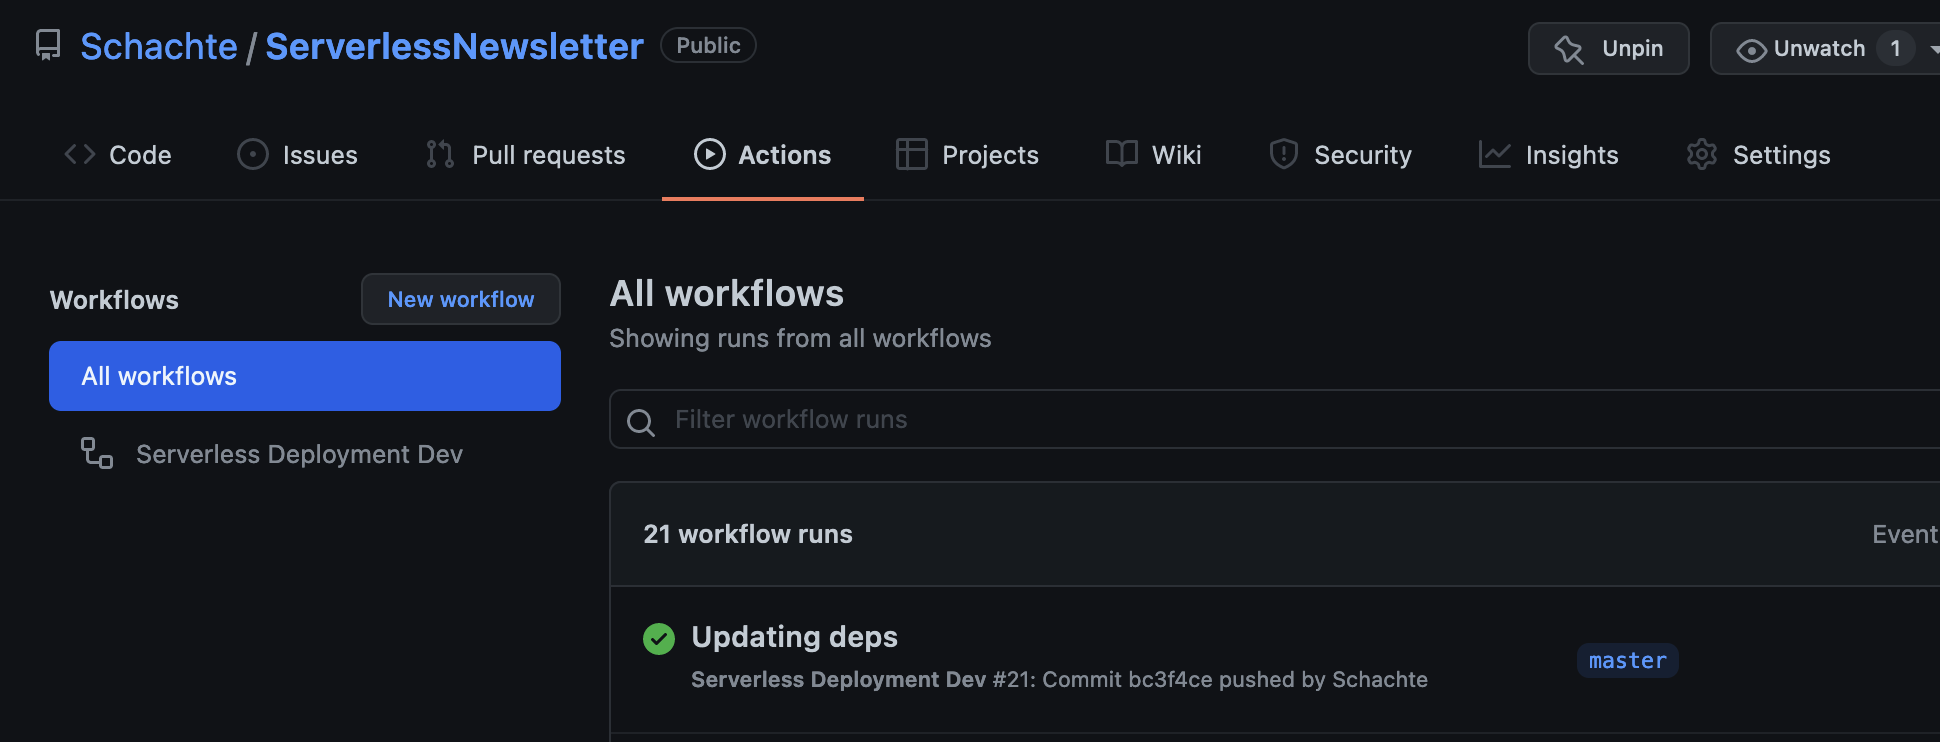 Schachte / ServerlessNewsletter Public
Unpin
Unwatch 1
Code
Issues
Pull requests
Actions
Projects
Wiki
Security
Insights
Settings
Workflows
New workflow
All workflows
Serverless Deployment Dev
All workflows
Showing runs from all workflows
Filter workflow runs
21 workflow runs
Event
Updating deps
Serverless Deployment Dev #21: Commit bc3f4ce pushed by Schachte
master